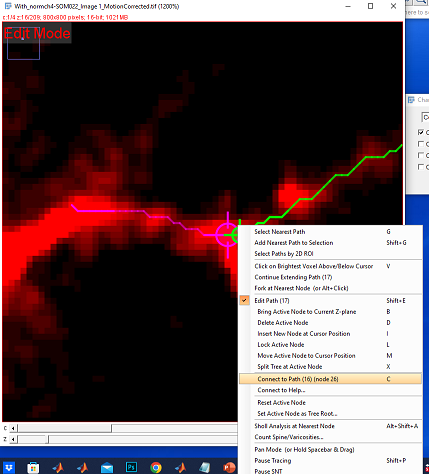 With_normch4-SOM022_Image 1_MotionCorrected.tif (1200%)
c:1/4 z:16/209; 800x800 pixels; 16-bit; 1021MB
Edit Mode
Select Nearest Path G
Add Nearest Path to Selection Shift+G
Select Paths by 2D ROI
Click on Brightest Voxel Above/Below Cursor V
Continue Extending Path (17)
Fork at Nearest Node (or Alt+Click)
Edit Path (17) Shift+E
Bring Active Node to Current Z-plane B
Delete Active Node D
Insert New Node at Cursor Position I
Lock Active Node L
Move Active Node to Cursor Position M
Split Tree at Active Node X
Connect to Path (16) (node 26) C
Connect to Help...
Reset Active Node
Set Active Node as Tree Root...
Sholl Analysis at Nearest Node Alt+Shift+A
Count Spine/Varicosities...
Pan Mode (or Hold Spacebar & Drag)
Pause Tracing Shift+P
Pause SNT
c
z
Ps